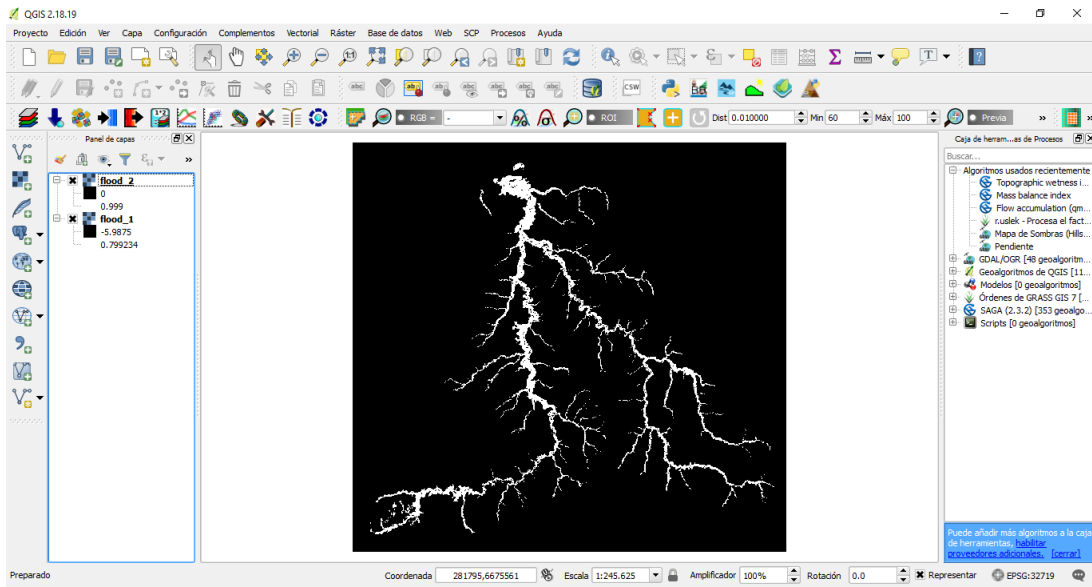 QGIS 2.18.19
Proyecto Edición Ver Capa Configuración Complementos Vectorial Ráster Base de datos Web SCP Procesos Ayuda
RGB = - ROI Dist 0.010000 Min 60 Máx 100 Previa
Panel de capas
flood_2
0
0.999
flood_1
-5.9875
0.799234
Caja de herram...as de Procesos
Buscar...
Algoritmos usados recientemente
Topographic wetness i...
Mass balance index
Flow accumulation (qm...
r.uslek - Procesa el fact...
Mapa de Sombras (Hills...
Pendiente
GDAL/OGR [48 geoalgoritm...
Geoalgoritmos de QGIS [11...
Modelos [0 geoalgoritmos]
Órdenes de GRASS GIS 7 [...
SAGA (2.3.2) [353 geoalgo...
Scripts [0 geoalgoritmos]
Puede añadir más algoritmos a la caja
de herramientas, habilitar
proveedores adicionales. [cerrar]
Preparado Coordenada 281795,6675561 Escala 1:245.625 Amplificador 100% Rotación 0.0 Representar EPSG:32719